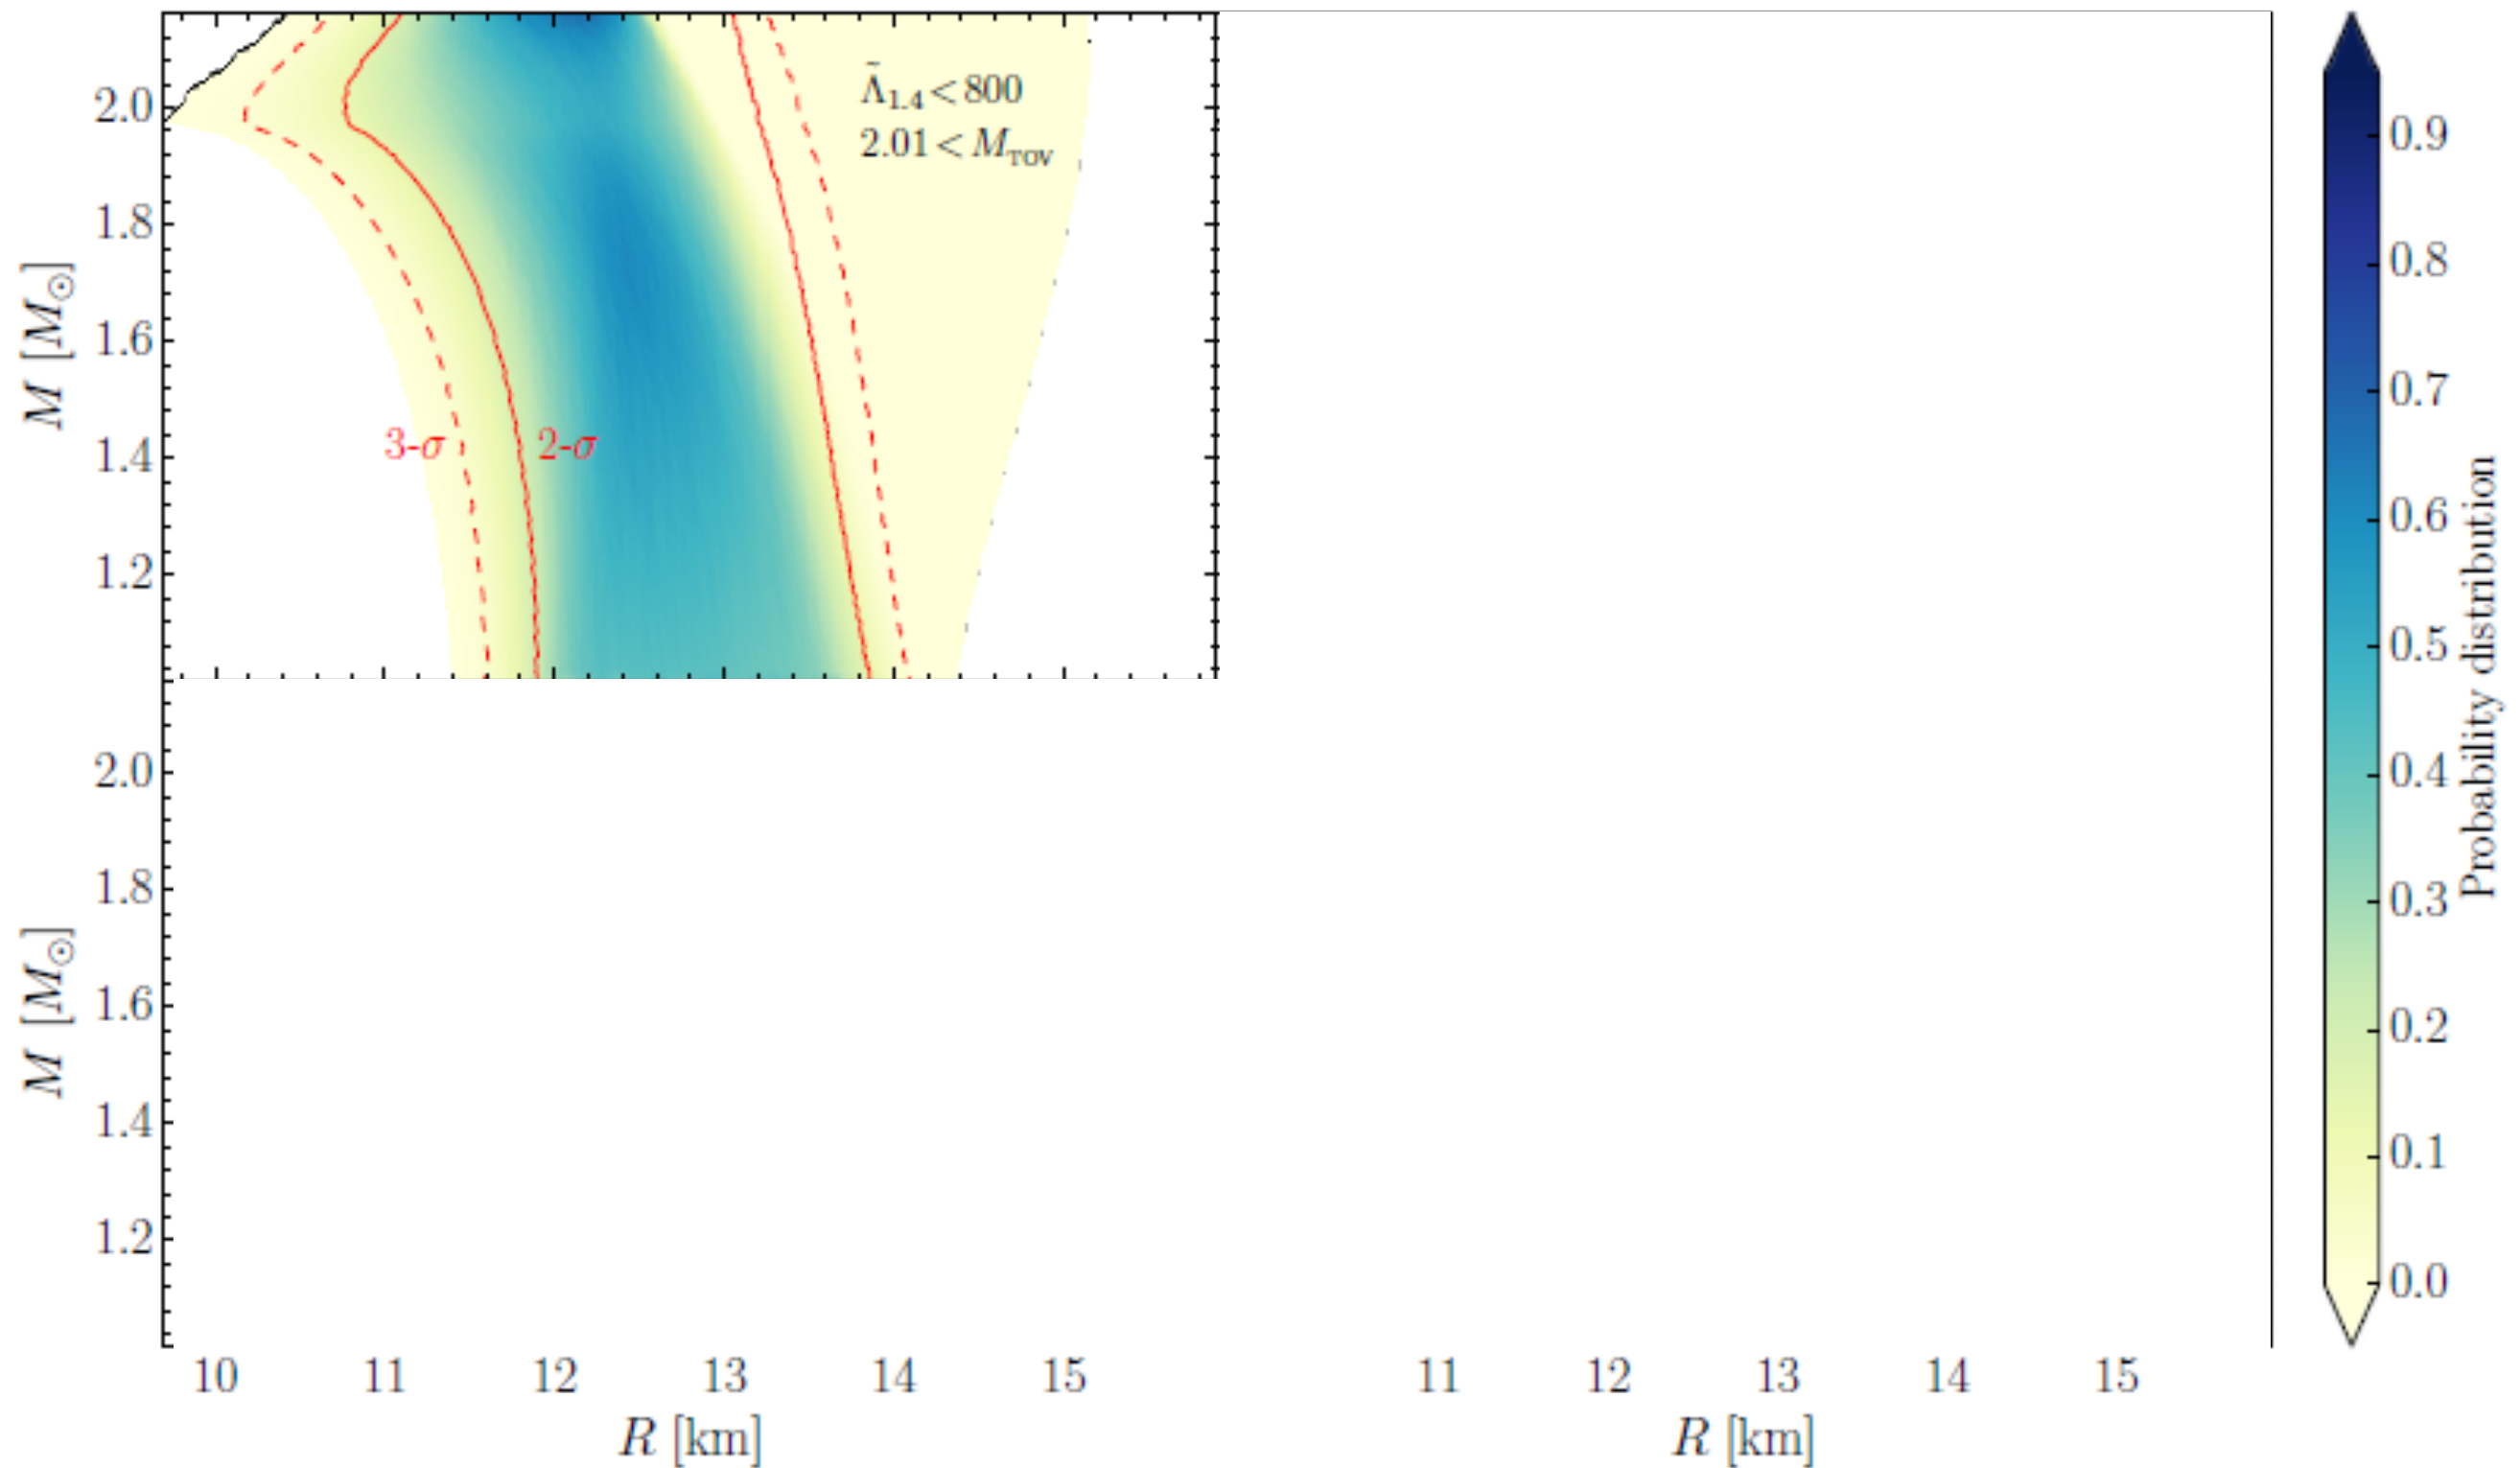 Λ̃₁.₄<800
2.01<M_TOV
3-σ
2-σ
M [M⊙]
2.0
1.8
1.6
1.4
1.2
M [M⊙]
2.0
1.8
1.6
1.4
1.2
10 11 12 13 14 15
R [km]
11 12 13 14 15
R [km]
0.9
0.8
0.7
0.6
0.5
0.4
0.3
0.2
0.1
0.0
Probability distribution